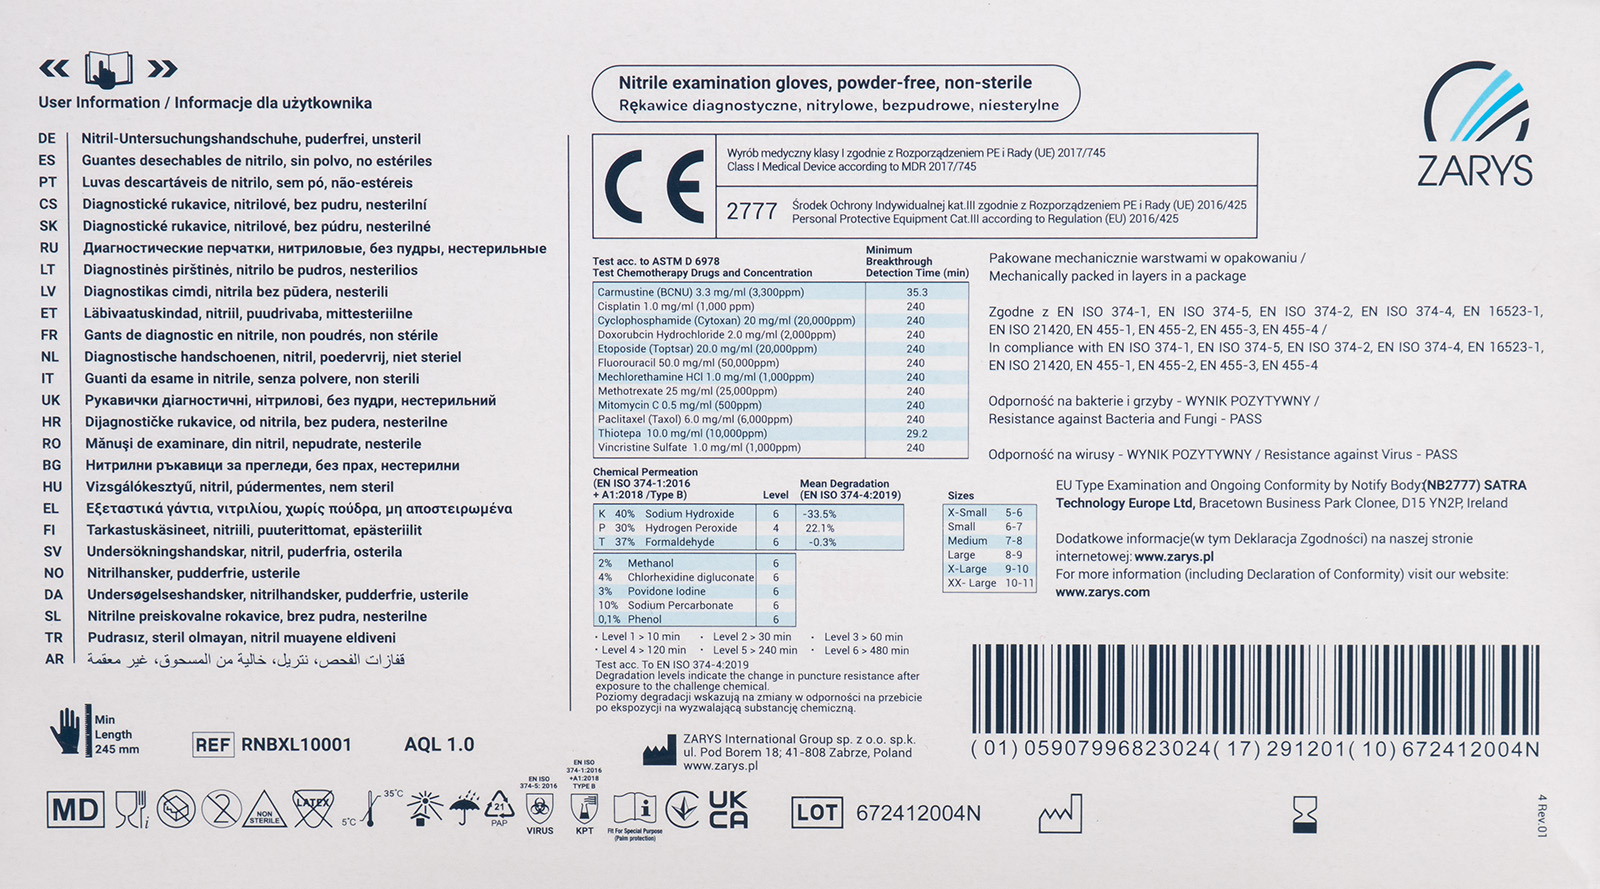 User Information / Informacje dla użytkownika
DE Nitril-Untersuchungshandschuhe, puderfrei, unsteril
ES Guantes desechables de nitrilo, sin polvo, no estériles
PT Luvas descartáveis de nitrilo, sem pó, não-estéreis
CS Diagnostické rukavice, nitrilové, bez pudru, nesterilní
SK Diagnostické rukavice, nitrilové, bez púdru, nesterilné
RU Диагностические перчатки, нитриловые, без пудры, нестерильные
LT Diagnostinės pirštinės, nitrilo be pudros, nesterilios
LV Diagnostikas cimdi, nitrila bez pūdera, nesterili
ET Läbivaatuskindad, nitriil, puudrivaba, mittesteriilne
FR Gants de diagnostic en nitrile, non poudrés, non stérile
NL Diagnostische handschoenen, nitril, poedervrij, niet steriel
IT Guanti da esame in nitrile, senza polvere, non sterili
UK Рукавички діагностичні, нітрилові, без пудри, нестерильний
HR Dijagnostičke rukavice, od nitrila, bez pudera, nesterilne
RO Mănuși de examinare, din nitril, nepudrate, nesterile
BG Нитрилни ръкавици за прегледи, без прах, нестерилни
HU Vizsgálókesztyű, nitril, púdermentes, nem steril
EL Εξεταστικά γάντια, νιτριλίου, χωρίς πούδρα, μη αποστειρωμένα
FI Tarkastuskäsineet, nitriili, puuterittomat, epästeriilit
SV Undersökningshandskar, nitril, puderfria, osterila
NO Nitrilhansker, pudderfrie, usterile
DA Undersøgelseshandsker, nitrilhandsker, pudderfrie, usterile
SL Nitrilne preiskovalne rokavice, brez pudra, nesterilne
TR Pudrasız, steril olmayan, nitril muayene eldiveni
AR قفازات الفحص، نتريل، خالية من المسحوق، غير معقمة
Min
Length
245 mm
REF RNBXL10001 AQL 1.0
Nitrile examination gloves, powder-free, non-sterile
Rękawice diagnostyczne, nitrylowe, bezpudrowe, niesterylne
CE
Wyrób medyczny klasy I zgodnie z Rozporządzeniem PE i Rady (UE) 2017/745
Class I Medical Device according to MDR 2017/745
2777
Środek Ochrony Indywidualnej kat.III zgodnie z Rozporządzeniem PE i Rady (UE) 2016/425
Personal Protective Equipment Cat.III according to Regulation (EU) 2016/425
ZARYS
Test acc. to ASTM D 6978
Test Chemotherapy Drugs and Concentration
Minimum
Breakthrough
Detection Time (min)
Carmustine (BCNU) 3.3 mg/ml (3,300ppm) 35.3
Cisplatin 1.0 mg/ml (1,000 ppm) 240
Cyclophosphamide (Cytoxan) 20 mg/ml (20,000ppm) 240
Doxorubcin Hydrochloride 2.0 mg/ml (2,000ppm) 240
Etoposide (Toptsar) 20.0 mg/ml (20,000ppm) 240
Fluorouracil 50.0 mg/ml (50,000ppm) 240
Mechlorethamine HCl 1.0 mg/ml (1,000ppm) 240
Methotrexate 25 mg/ml (25,000ppm) 240
Mitomycin C 0.5 mg/ml (500ppm) 240
Paclitaxel (Taxol) 6.0 mg/ml (6,000ppm) 240
Thiotepa 10.0 mg/ml (10,000ppm) 29.2
Vincristine Sulfate 1.0 mg/ml (1,000ppm) 240
Chemical Permeation
(EN ISO 374-1:2016
+ A1:2018 /Type B)
Level
Mean Degradation
(EN ISO 374-4:2019)
K 40% Sodium Hydroxide 6 -33.5%
P 30% Hydrogen Peroxide 4 22.1%
T 37% Formaldehyde 6 -0.3%
2% Methanol 6
4% Chlorhexidine digluconate 6
3% Povidone Iodine 6
10% Sodium Percarbonate 6
0,1% Phenol 6
· Level 1 > 10 min · Level 2 > 30 min · Level 3 > 60 min
· Level 4 > 120 min · Level 5 > 240 min · Level 6 > 480 min
Test acc. To EN ISO 374-4:2019
Degradation levels indicate the change in puncture resistance after
exposure to the challenge chemical.
Poziomy degradacji wskazują na zmiany w odporności na przebicie
po ekspozycji na wyzwalającą substancję chemiczną.
Sizes
X-Small 5-6
Small 6-7
Medium 7-8
Large 8-9
X-Large 9-10
XX- Large 10-11
Pakowane mechanicznie warstwami w opakowaniu /
Mechanically packed in layers in a package
Zgodne z EN ISO 374-1, EN ISO 374-5, EN ISO 374-2, EN ISO 374-4, EN 16523-1,
EN ISO 21420, EN 455-1, EN 455-2, EN 455-3, EN 455-4 /
In compliance with EN ISO 374-1, EN ISO 374-5, EN ISO 374-2, EN ISO 374-4, EN 16523-1,
EN ISO 21420, EN 455-1, EN 455-2, EN 455-3, EN 455-4
Odporność na bakterie i grzyby - WYNIK POZYTYWNY /
Resistance against Bacteria and Fungi - PASS
Odporność na wirusy - WYNIK POZYTYWNY / Resistance against Virus - PASS
EU Type Examination and Ongoing Conformity by Notify Body:(NB2777) SATRA
Technology Europe Ltd, Bracetown Business Park Clonee, D15 YN2P, Ireland
Dodatkowe informacje(w tym Deklaracja Zgodności) na naszej stronie
internetowej: www.zarys.pl
For more information (including Declaration of Conformity) visit our website:
www.zarys.com
(01)05907996823024(17)291201(10)672412004N
ZARYS International Group sp. z o.o. sp.k.
ul. Pod Borem 18; 41-808 Zabrze, Poland
www.zarys.pl
MD
i
2
NON
STERILE
LATEX
5°C
35°C
21
PAP
EN ISO
374-5: 2016
VIRUS
EN ISO
374-1:2016
+A1:2018
TYPE B
KPT
i
Fit For Special Purpose
(Palm protection)
UK
CA
LOT 672412004N
4 Rev.01